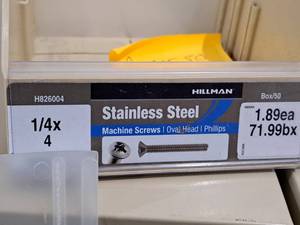 HILLMAN
H826004
Box/50
1/4x
4
Stainless Steel
Machine Screws | Oval Head | Phillips
1.89ea
71.99bx